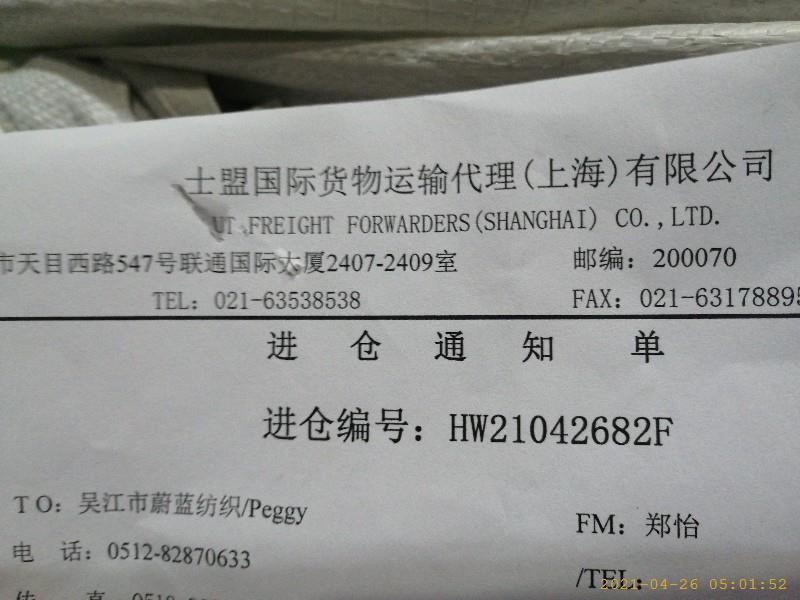 士盟国际货物运输代理(上海)有限公司
UT FREIGHT FORWARDERS(SHANGHAI) CO.,LTD.
市天目西路547号联通国际大厦2407-2409室 邮编：200070
TEL：021-63538538 FAX：021-6317889
进仓通知单
进仓编号：HW21042682F
TO：吴江市蔚蓝纺织/Peggy
FM：郑怡
电 话：0512-82870633
/TEL：
传 真
2021-04-26 05:01:52